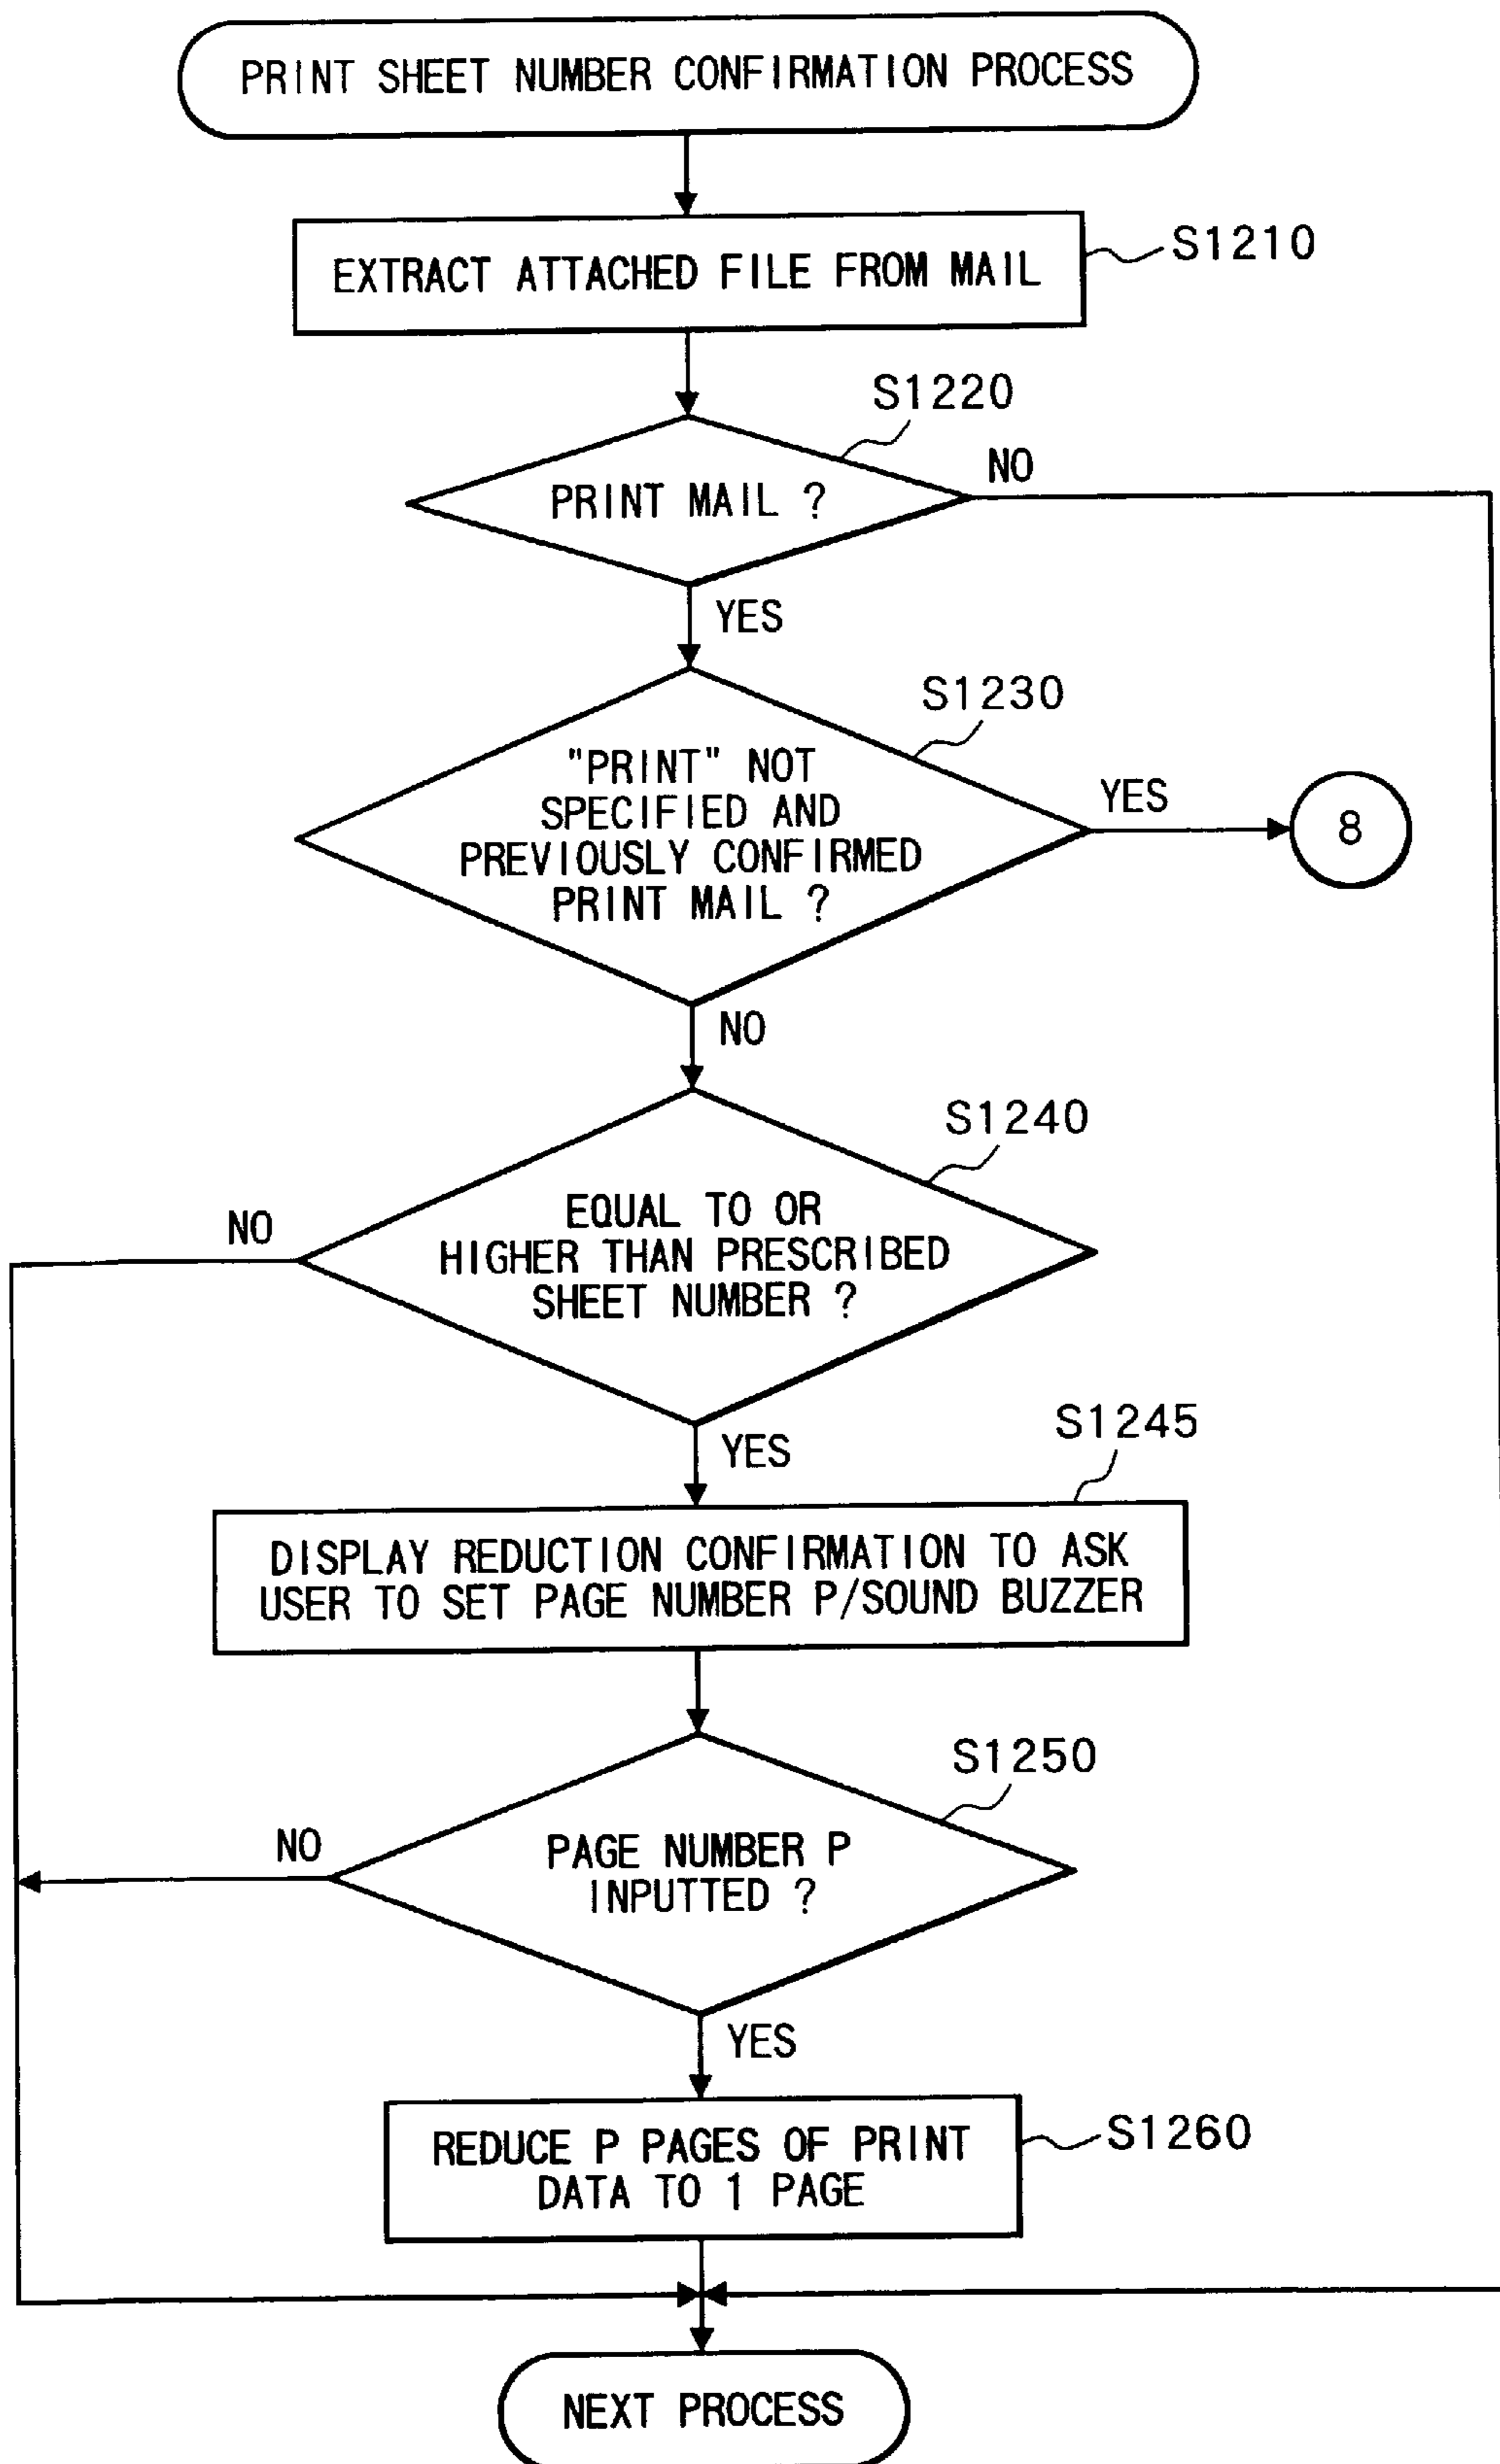 PRINT SHEET NUMBER CONFIRMATION PROCESS
EXTRACT ATTACHED FILE FROM MAIL
S1210
S1220
PRINT MAIL ?
NO
YES
S1230
"PRINT" NOT
SPECIFIED AND
PREVIOUSLY CONFIRMED
PRINT MAIL ?
YES
8
NO
S1240
EQUAL TO OR
HIGHER THAN PRESCRIBED
SHEET NUMBER ?
NO
YES
S1245
DISPLAY REDUCTION CONFIRMATION TO ASK
USER TO SET PAGE NUMBER P/SOUND BUZZER
S1250
PAGE NUMBER P
INPUTTED ?
NO
YES
REDUCE P PAGES OF PRINT
DATA TO 1 PAGE
S1260
NEXT PROCESS